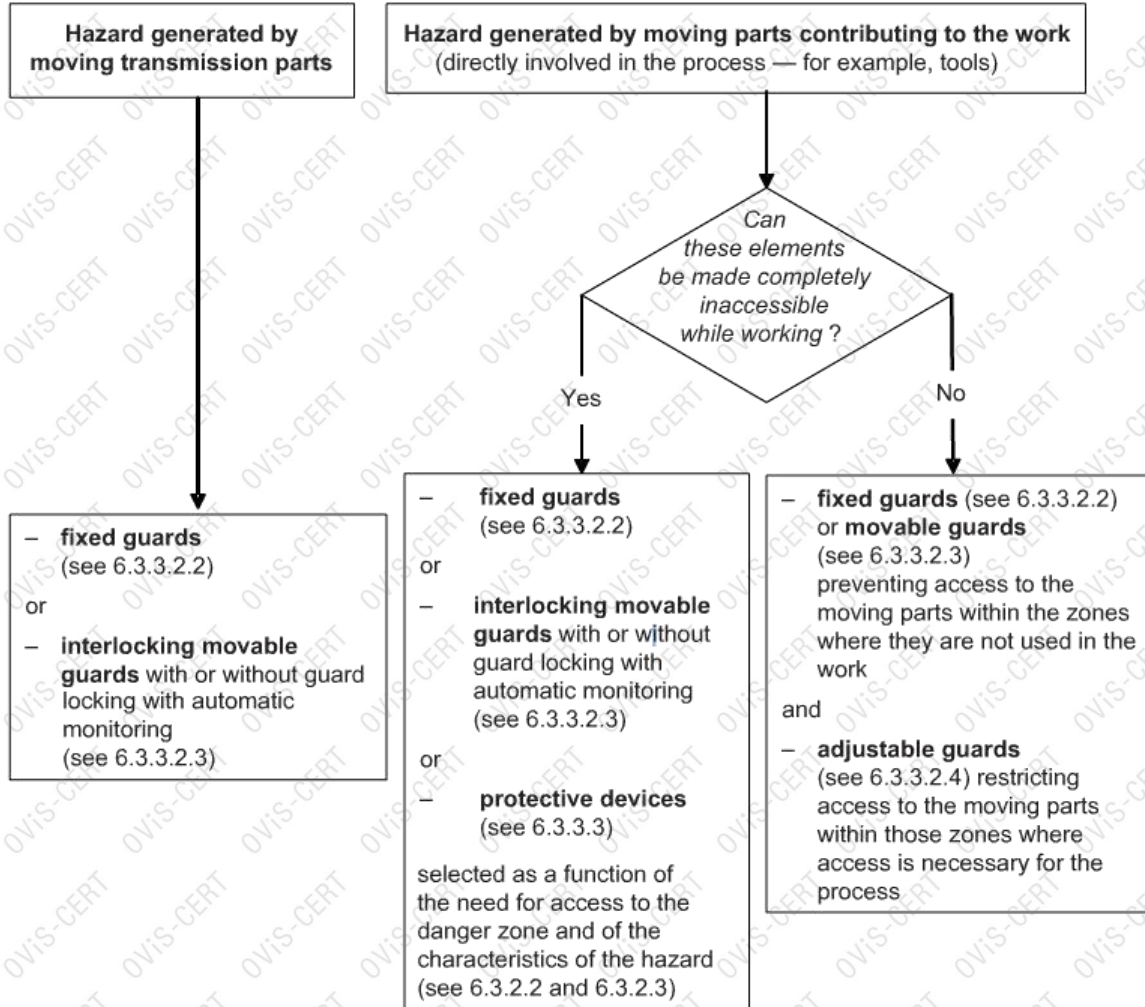 Hazard generated by
moving transmission parts
Hazard generated by moving parts contributing to the work
(directly involved in the process — for example, tools)
Can
these elements
be made completely
inaccessible
while working ?
Yes
No
– fixed guards
(see 6.3.3.2.2)
or
– interlocking movable
guards with or without guard
locking with automatic
monitoring
(see 6.3.3.2.3)
– fixed guards
(see 6.3.3.2.2)
or
– interlocking movable
guards with or without
guard locking with
automatic monitoring
(see 6.3.3.2.3)
or
– protective devices
(see 6.3.3.3)
selected as a function of
the need for access to the
danger zone and of the
characteristics of the hazard
(see 6.3.2.2 and 6.3.2.3)
– fixed guards (see 6.3.3.2.2)
or movable guards
(see 6.3.3.2.3)
preventing access to the
moving parts within the zones
where they are not used in the
work
and
– adjustable guards
(see 6.3.3.2.4) restricting
access to the moving parts
within those zones where
access is necessary for the
process
OViS-CERT